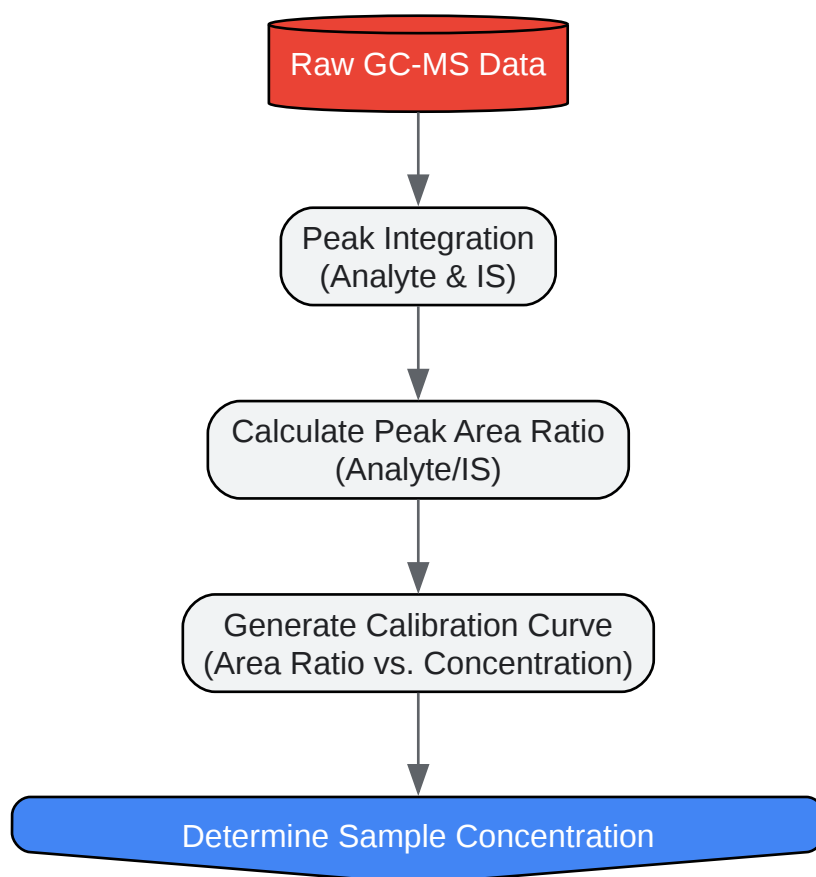 Raw GC-MS Data
Peak Integration
(Analyte & IS)
Calculate Peak Area Ratio
(Analyte/IS)
Generate Calibration Curve
(Area Ratio vs. Concentration)
Determine Sample Concentration